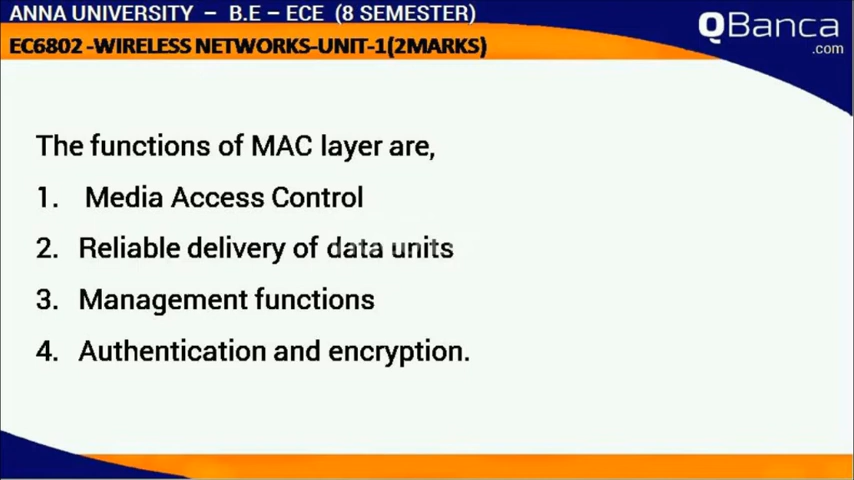 ANNA UNIVERSITY – B.E – ECE (8 SEMESTER)
EC6802 -WIRELESS NETWORKS-UNIT-1(2MARKS)
QBanca
.com
The functions of MAC layer are,
1. Media Access Control
2. Reliable delivery of data units
3. Management functions
4. Authentication and encryption.